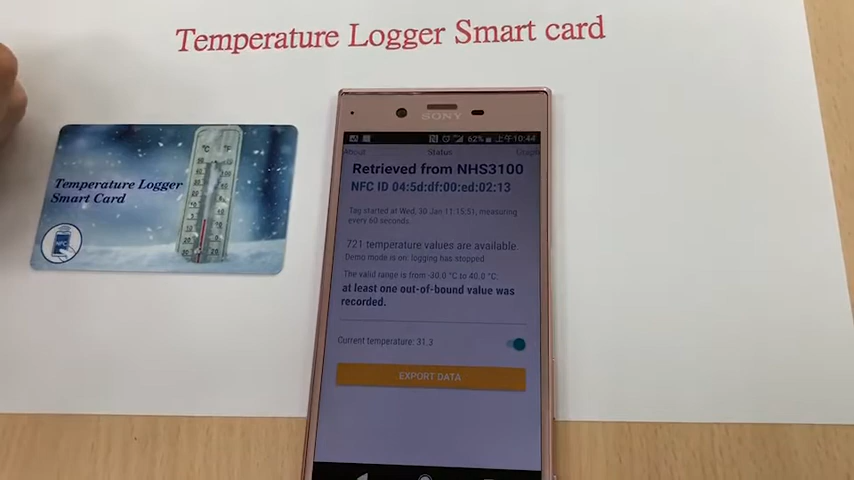 Temperature Logger Smart card
Temperature Logger
Smart Card
°C °F
NFC
SONY
62% 上午10:44
About Status Graph
Retrieved from NHS3100
NFC ID 04:5d:df:00:ed:02:13
Tag started at Wed, 30 Jan 11:15:51; measuring
every 60 seconds.
721 temperature values are available.
Demo mode is on: logging has stopped
The valid range is from -30.0 °C to 40.0 °C.
at least one out-of-bound value was
recorded.
Current temperature: 31.3
EXPORT DATA